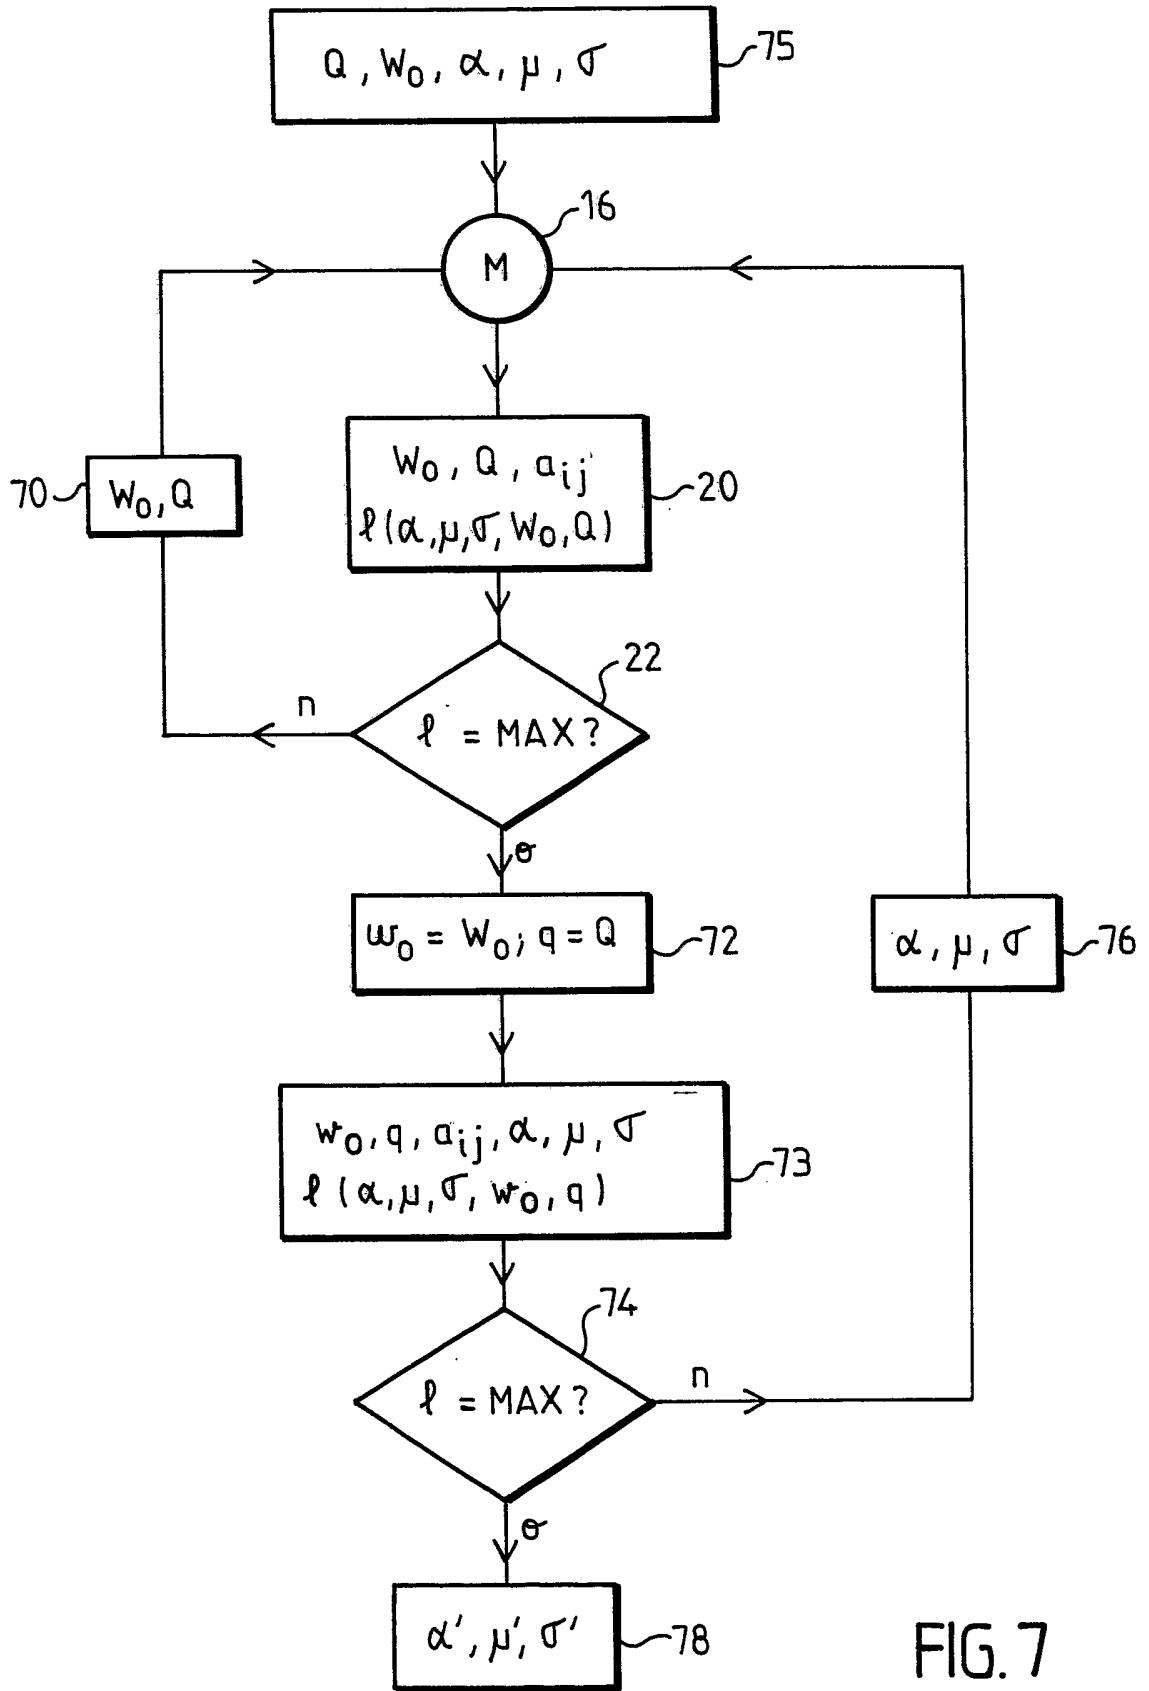 Q, W₀, α, μ, σ
75
16
M
W₀, Q, aᵢⱼ
ℓ(α, μ, σ, W₀, Q)
20
70
W₀, Q
22
n
ℓ = MAX?
o
w₀ = W₀; q = Q
72
α, μ, σ
76
w₀, q, aᵢⱼ, α, μ, σ
ℓ(α, μ, σ, w₀, q)
73
74
ℓ = MAX?
n
o
α', μ', σ'
78
FIG. 7